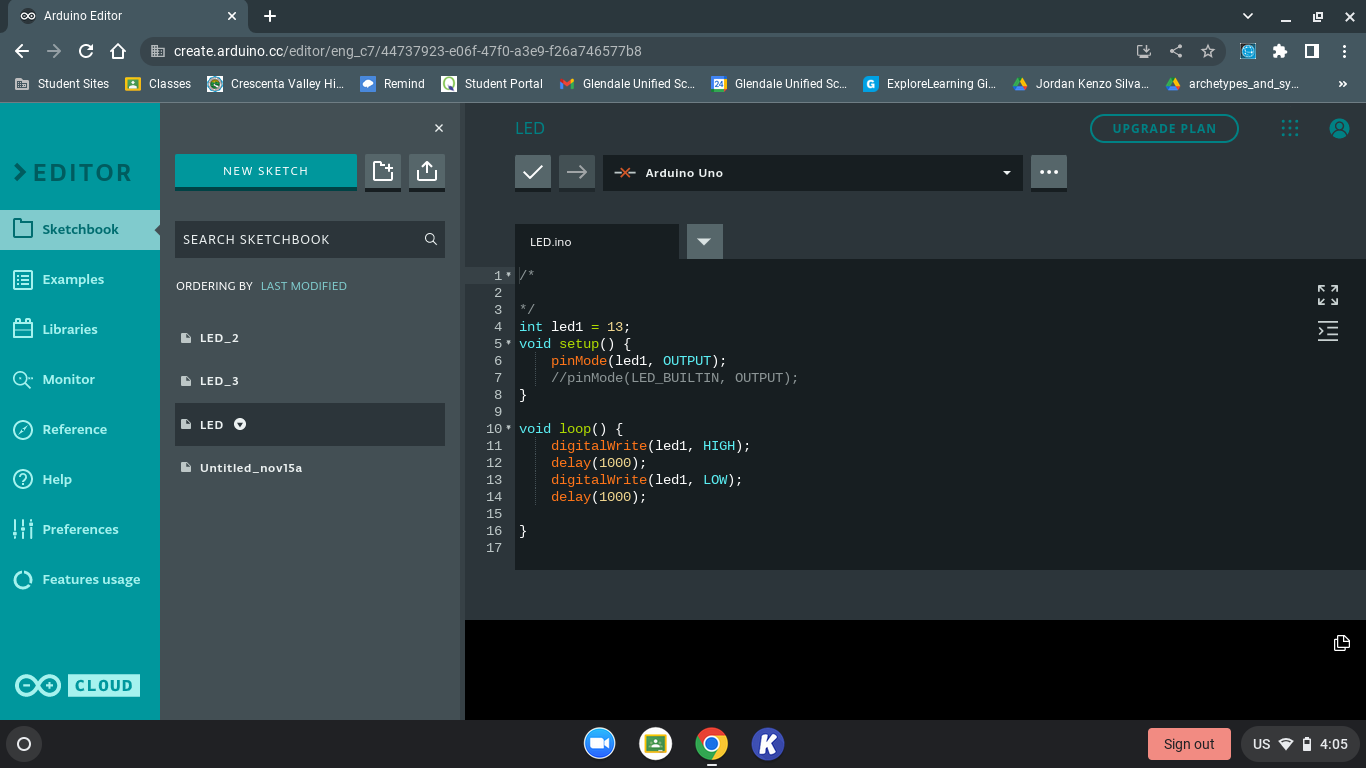 Arduino Editor
create.arduino.cc/editor/eng_c7/44737923-e06f-47f0-a3e9-f26a746577b8
Student Sites
Classes
Crescenta Valley Hi...
Remind
Student Portal
Glendale Unified Sc...
24
Glendale Unified Sc...
G
ExploreLearning Gi...
Jordan Kenzo Silva...
archetypes_and_sy...
»
EDITOR
Sketchbook
Examples
Libraries
Monitor
Reference
Help
Preferences
Features usage
CLOUD
NEW SKETCH
SEARCH SKETCHBOOK
ORDERING BY LAST MODIFIED
LED_2
LED_3
LED
Untitled_nov15a
LED
UPGRADE PLAN
Arduino Uno
LED.ino
1 /*
2
3 */
4 int led1 = 13;
5 void setup() {
6 pinMode(led1, OUTPUT);
7 //pinMode(LED_BUILTIN, OUTPUT);
8 }
9
10 void loop() {
11 digitalWrite(led1, HIGH);
12 delay(1000);
13 digitalWrite(led1, LOW);
14 delay(1000);
15
16 }
17
K
Sign out
US
4:05